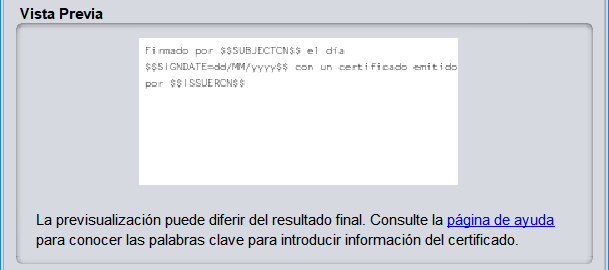 Vista Previa
Firmado por $$SUBJECTCN$$ el día
$$SIGNDATE=dd/MM/yyyy$$ con un certificado emitido
por $$ISSUERCN$$
La previsualización puede diferir del resultado final. Consulte la página de ayuda
para conocer las palabras clave para introducir información del certificado.